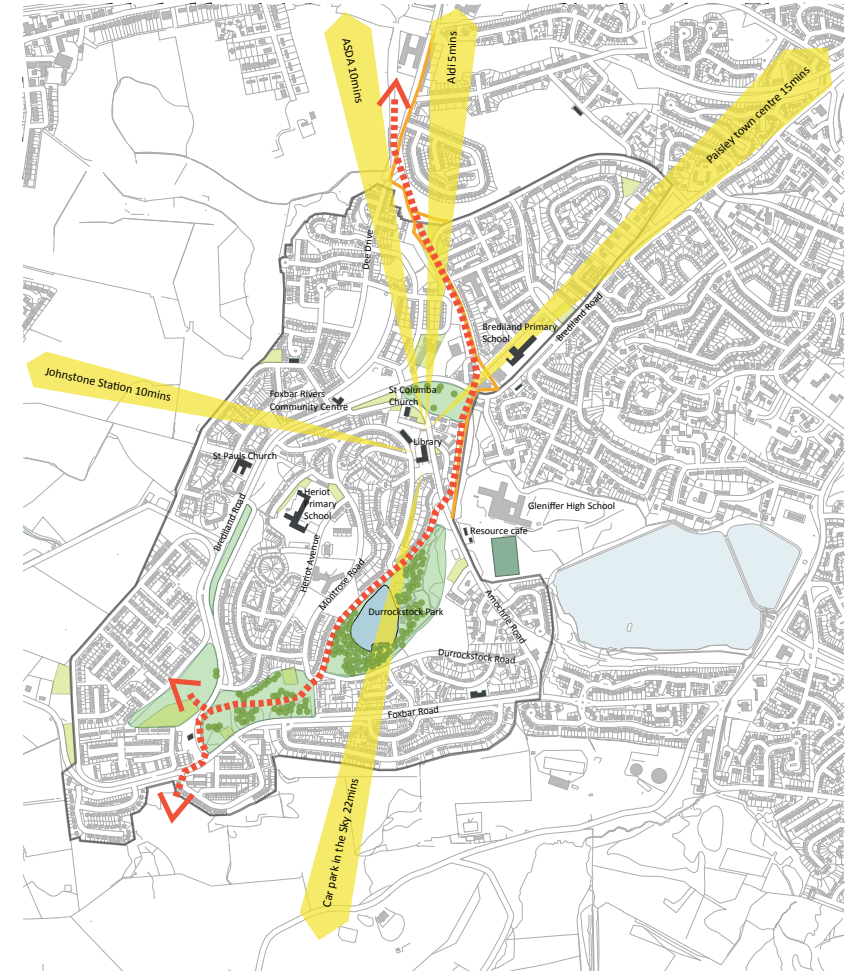 ASDA 10mins
Aldi 5mins
Paisley town centre 15mins
Dee Drive
Brediland Primary
School
Brediland Road
Johnstone Station 10mins
Foxbar Rivers
Community Centre
St Columba
Church
Library
St Pauls Church
Heriot
Primary
School
Gleniffer High School
Resource cafe
Brediland Road
Heriot Avenue
Montrose Road
Durrockstock Park
Amochrie Road
Durrockstock Road
Foxbar Road
Car park in the Sky 22mins